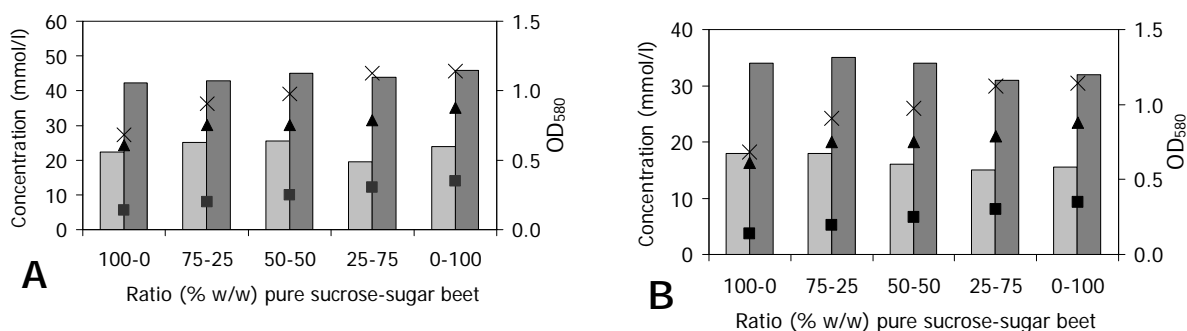 60
50
40
30
20
10
0
Concentration (mmol/l)
1.5
1.0
0.5
0.0
OD580
100-0 75-25 50-50 25-75 0-100
Ratio (% w/w) pure sucrose-sugar beet
A
40
30
20
10
0
Concentration (mmol/l)
1.5
1.0
0.5
0.0
OD580
100-0 75-25 50-50 25-75 0-100
Ratio (% w/w) pure sucrose-sugar beet
B